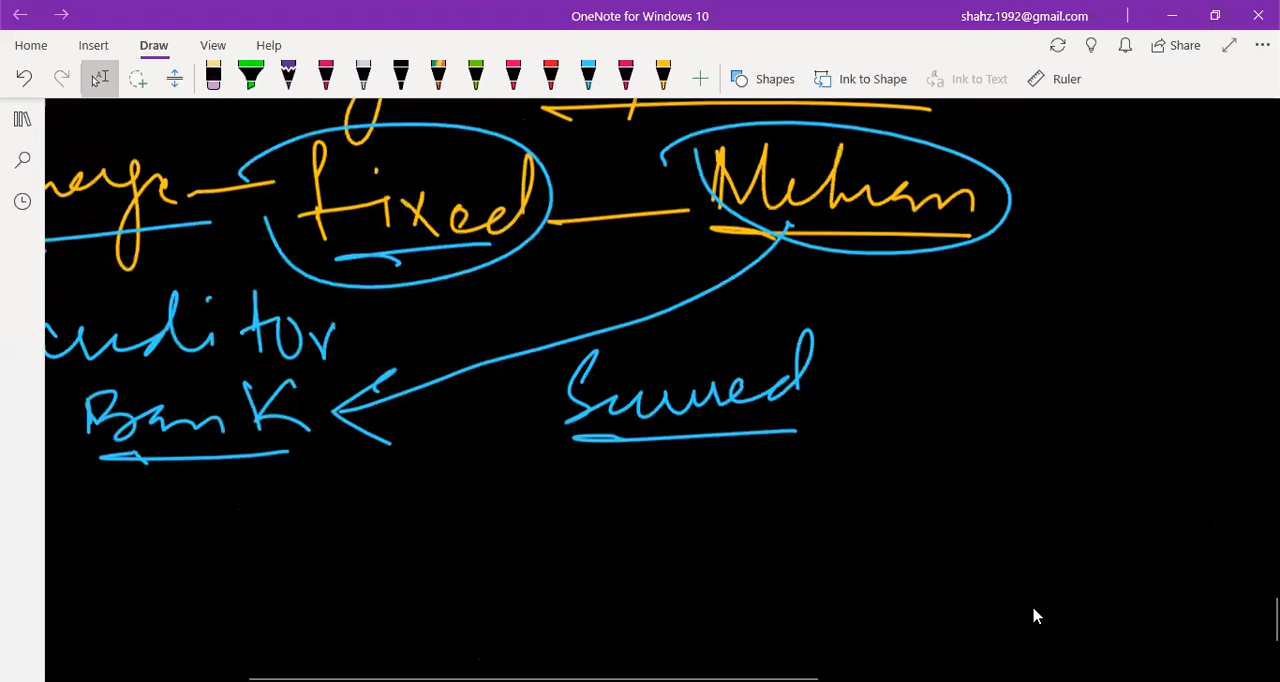 OneNote for Windows 10
shahz.1992@gmail.com
Home Insert Draw View Help
Share
Shapes Ink to Shape Ink to Text Ruler
Fixed Mehran
Bank